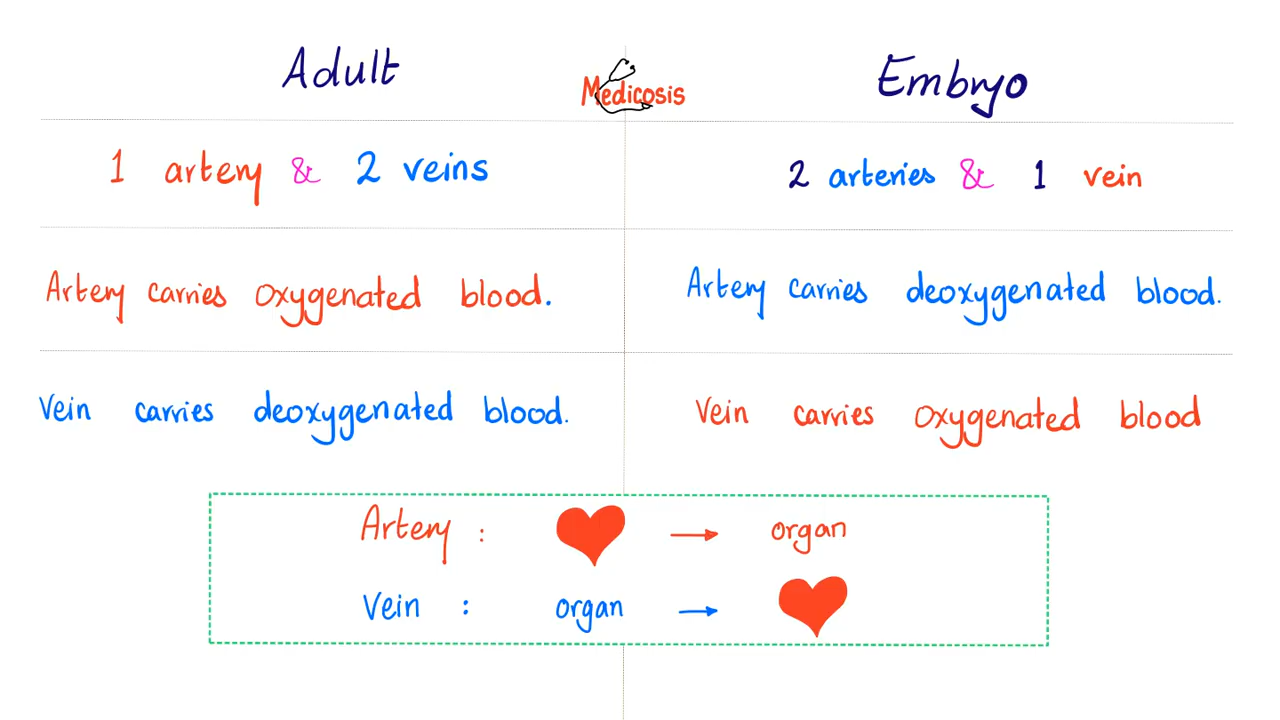 Adult
Medicosis
Embryo
1 artery & 2 veins
2 arteries & 1 vein
Artery carries oxygenated blood.
Artery carries deoxygenated blood.
Vein carries deoxygenated blood.
Vein carries oxygenated blood
Artery : → organ
Vein : organ →